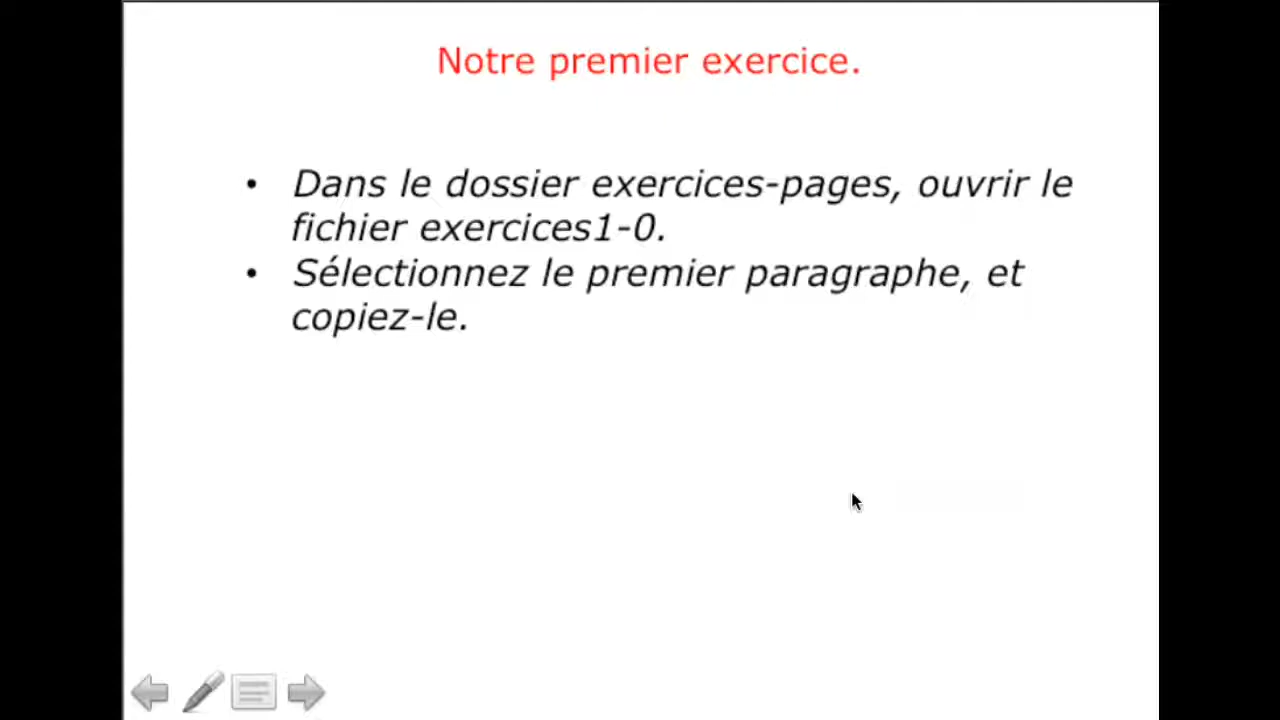 Notre premier exercice.
• Dans le dossier exercices-pages, ouvrir le
fichier exercices1-0.
• Sélectionnez le premier paragraphe, et
copiez-le.